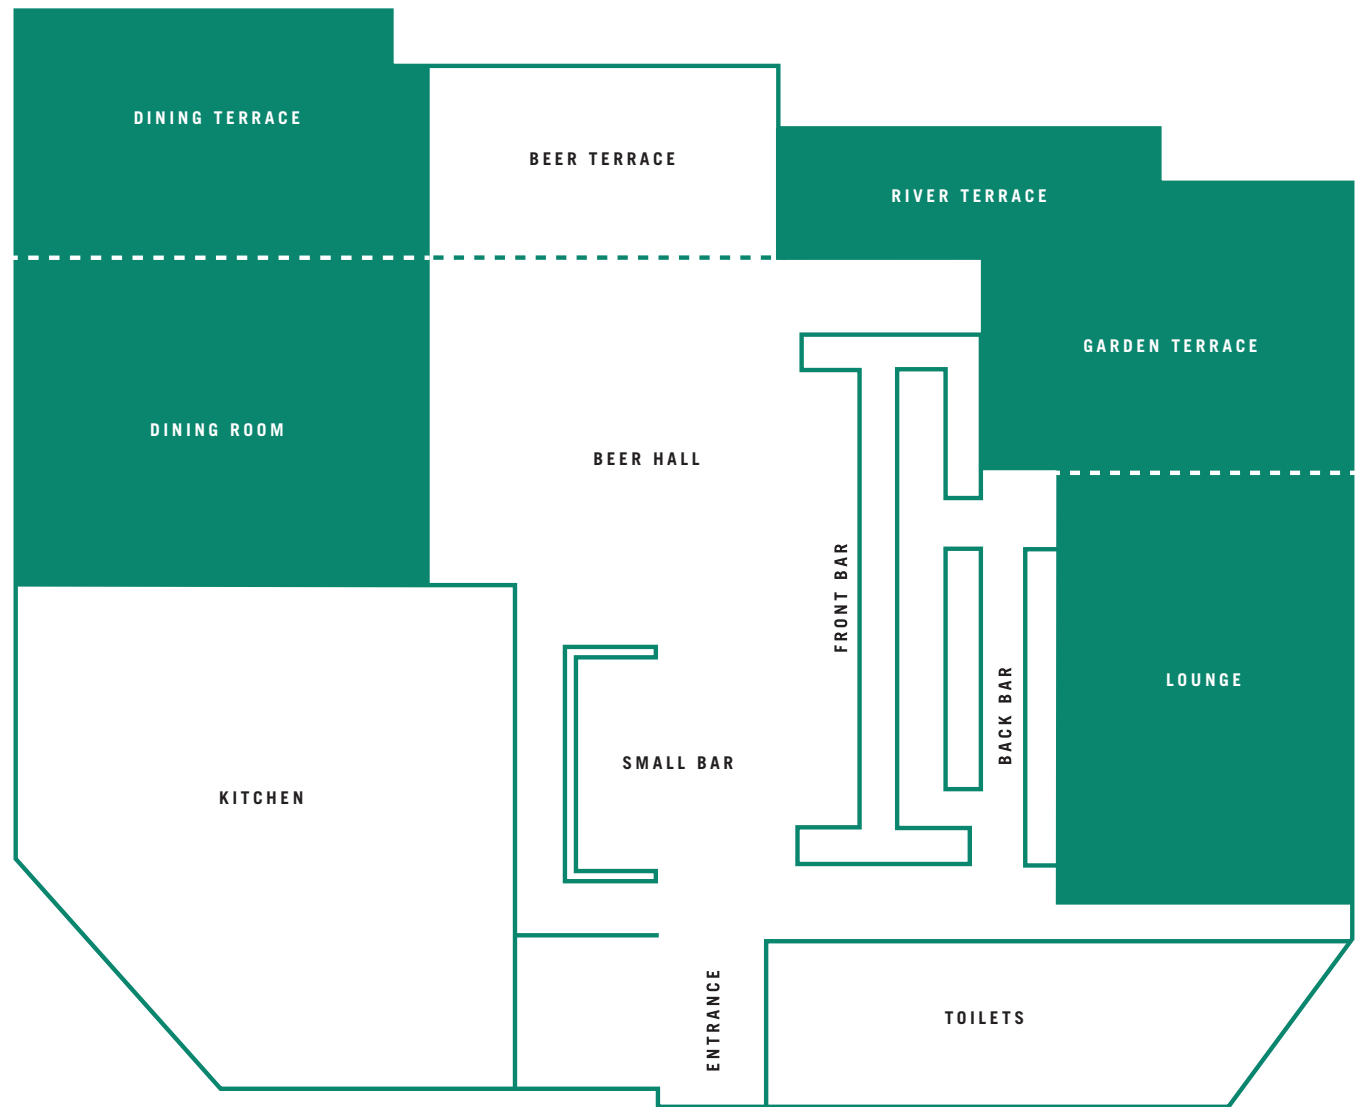 DINING TERRACE
BEER TERRACE
RIVER TERRACE
GARDEN TERRACE
DINING ROOM
BEER HALL
FRONT BAR
BACK BAR
LOUNGE
SMALL BAR
KITCHEN
ENTRANCE
TOILETS